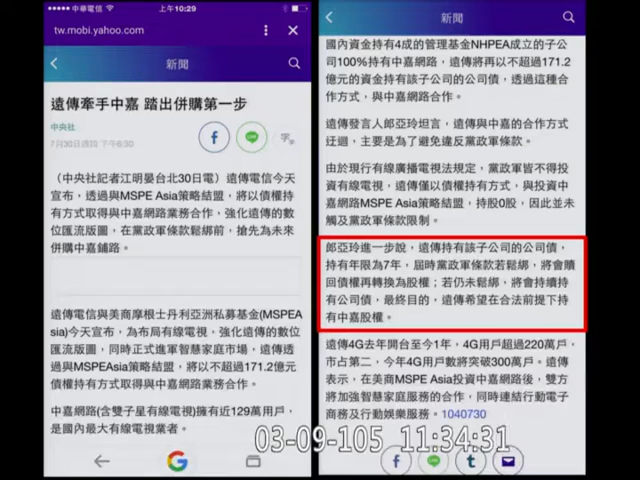 中華電信
上午10:29
tw.mobi.yahoo.com
新聞
遠傳牽手中嘉 踏出併購第一步
中央社
7月30日週四 下午6:30
字
(中央社記者江明晏台北30日電)遠傳電信今天
宣布,透過與MSPE Asia策略結盟,將以債權持
有方式取得與中嘉網路業務合作,強化遠傳的數
位匯流版圖,在黨政軍條款鬆綁前,搶先為未來
併購中嘉鋪路。
遠傳電信與美商摩根士丹利亞洲私募基金(MSPEA
sia)今天宣布,為布局有線電視,強化遠傳的數位
匯流版圖,同時正式進軍智慧家庭市場,遠傳透
過與MSPEAsia策略結盟,將以不超過171.2億元
債權持有方式取得與中嘉網路業務合作。
中嘉網路(含雙子星有線電視)擁有近129萬用戶,
是國內最大有線電視業者。
新聞
國內資金持有4成的管理基金NHPEA成立的子公
司100%持有中嘉網路,遠傳將再以不超過171.2
億元的資金持有該子公司的公司債,透過這種合
作方式,與中嘉網路合作。
遠傳發言人郎亞玲坦言,遠傳與中嘉的合作方式
迂迴,主要是為了避免違反黨政軍條款。
由於現行有線廣播電視法規定,黨政軍皆不得投
資有線電視,遠傳僅以債權持有方式,與投資中
嘉網路MSPE Asia策略結盟,持股0股,因此並未
觸及黨政軍條款限制。
郎亞玲進一步說,遠傳持有該子公司的公司債,
持有年限為7年,屆時黨政軍條款若鬆綁,將會贖
回債權再轉換為股權;若仍未鬆綁,將會持續持
有公司債,最終目的,遠傳希望在合法前提下持
有中嘉股權。
遠傳4G去年開台至今1年,4G用戶超過220萬戶,
市占第二,今年4G用戶數將突破300萬戶。遠傳
表示,在美商MSPE Asia投資中嘉網路後,雙方
將加強智慧家庭服務的合作,同時連結行動電子
商務及行動娛樂服務。1040730
03-09-105 11:34:31